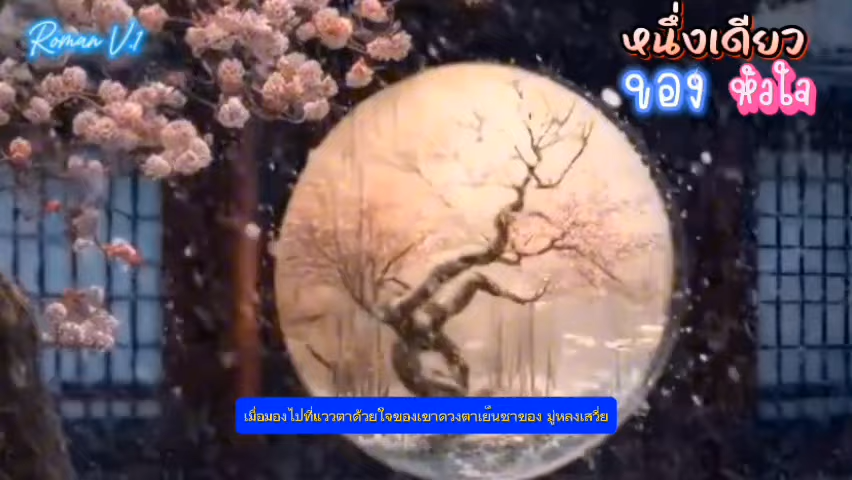 Roman V.1
หนึ่งเดียว
ของ หัวใจ
เมื่อมองไปที่แววตาด้วยใจของเขาดวงตาเย็นชาของ มู่หลงเสวี่ย